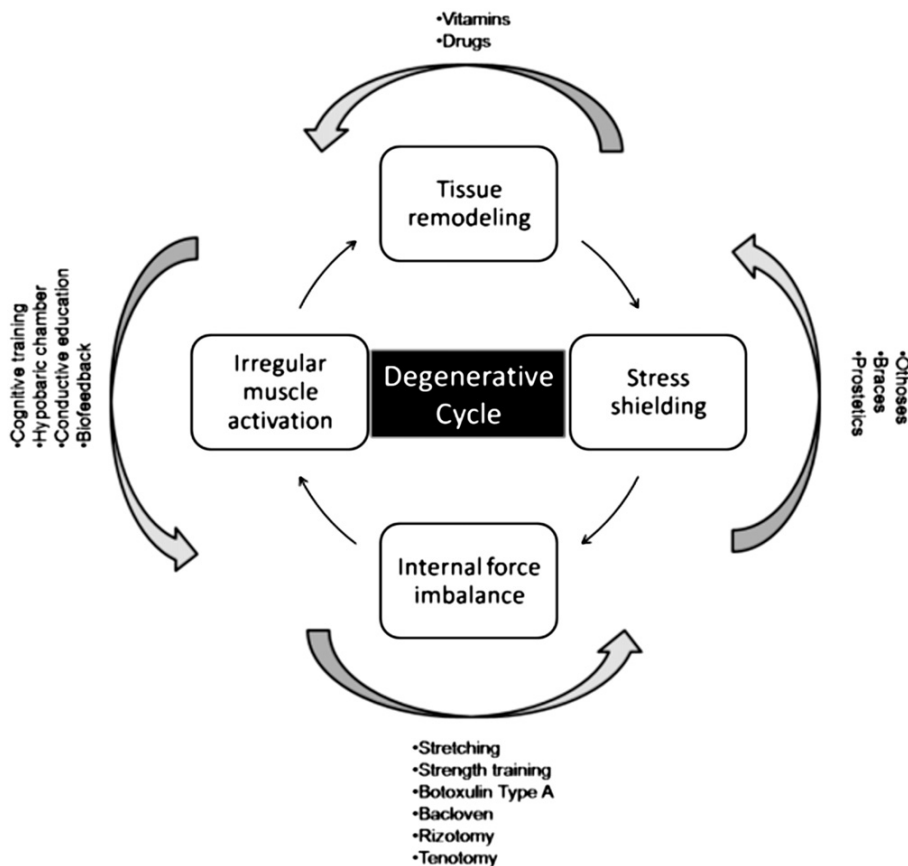 •Vitamins
•Drugs
Tissue
remodeling
•Cognitive training
•Hypobaric chamber
•Conductive education
•Biofeedback
Irregular
muscle
activation
Degenerative
Cycle
Stress
shielding
•Othoses
•Braces
•Prostetics
Internal force
imbalance
•Stretching
•Strength training
•Botoxulin Type A
•Bacloven
•Rizotomy
•Tenotomy